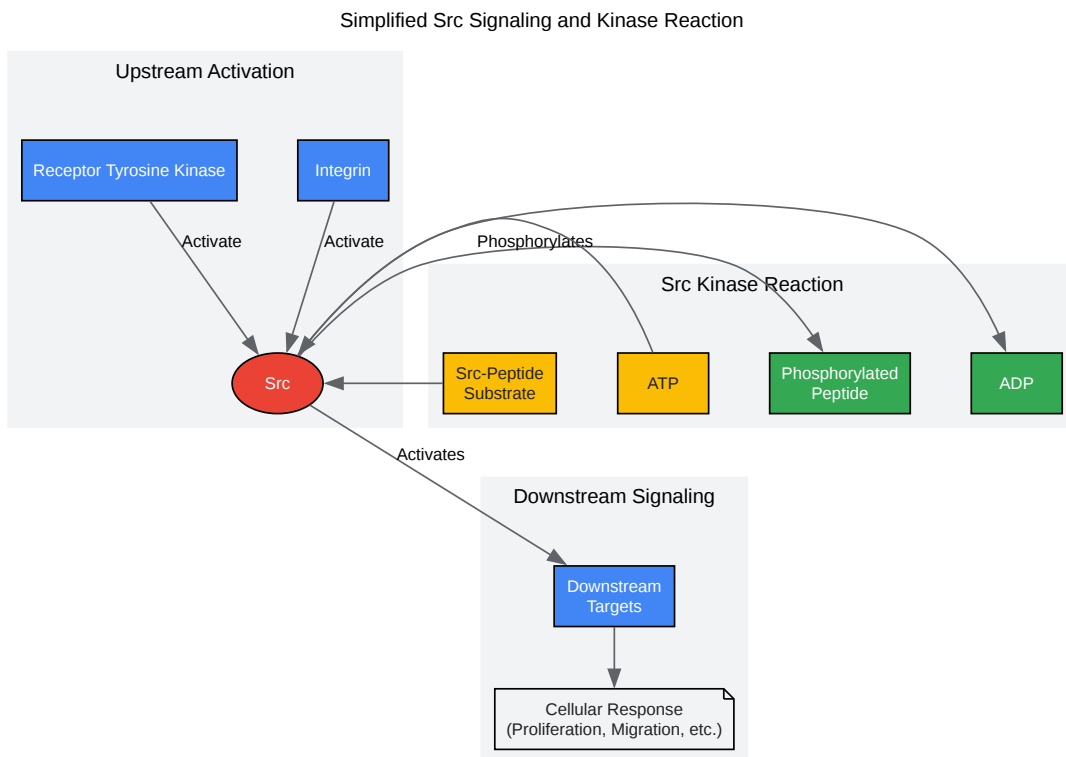 Simplified Src Signaling and Kinase Reaction
Upstream Activation
Receptor Tyrosine Kinase
Integrin
Activate
Activate
Phosphorylates
Src Kinase Reaction
Src
Src-Peptide
Substrate
ATP
Phosphorylated
Peptide
ADP
Activates
Downstream Signaling
Downstream
Targets
Cellular Response
(Proliferation, Migration, etc.)